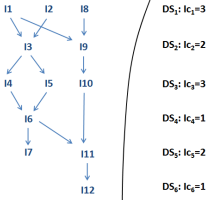 I1 I2 I8 DS₁: Ic₁=3
I3 I9 DS₂: Ic₂=2
I4 I5 I10 DS₃: Ic₃=3
I6 DS₄: Ic₄=1
I7 I11 DS₅: Ic₅=2
I12 DS₆: Ic₆=1